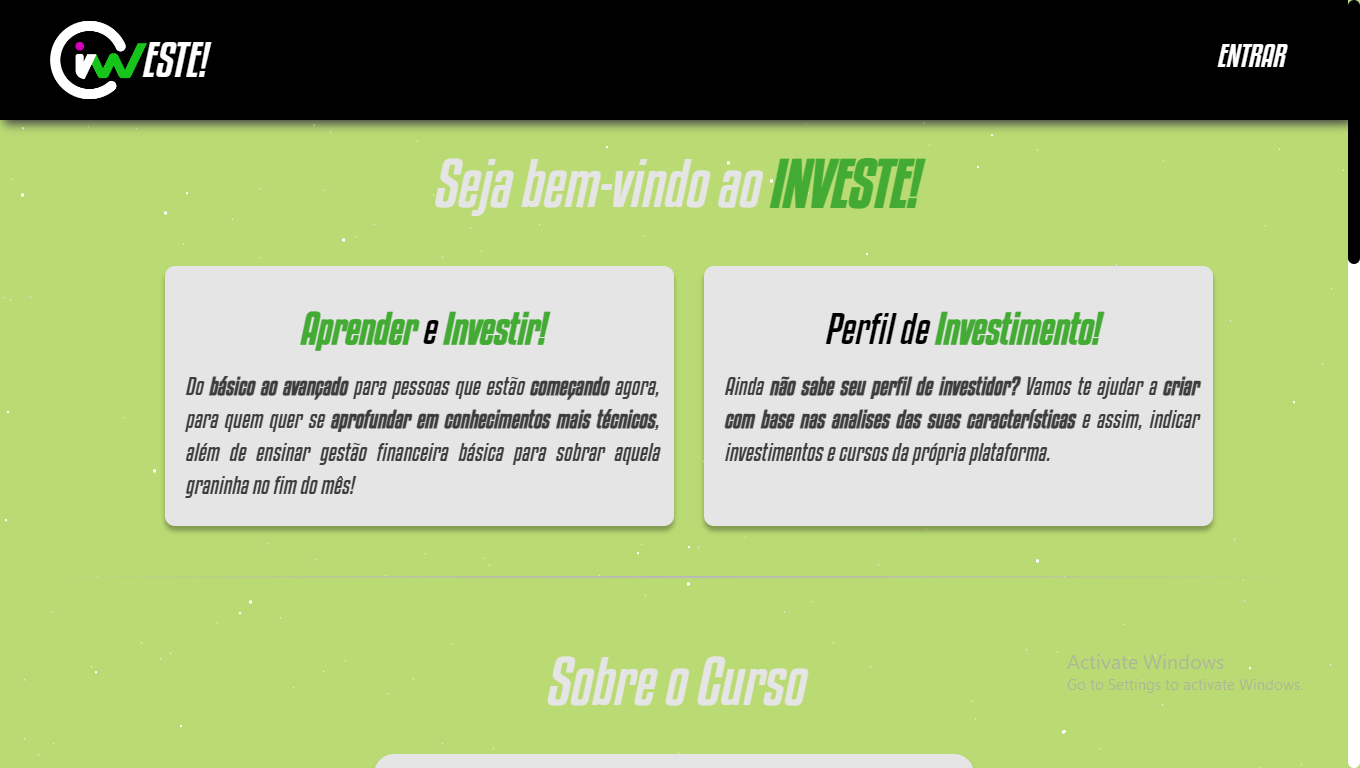 inVESTE!
ENTRAR
Seja bem-vindo ao INVESTE!
Aprender e Investir!
Do básico ao avançado para pessoas que estão começando agora,
para quem quer se aprofundar em conhecimentos mais técnicos,
além de ensinar gestão financeira básica para sobrar aquela
graninha no fim do mês!
Perfil de Investimento!
Ainda não sabe seu perfil de investidor? Vamos te ajudar a criar
com base nas analises das suas características e assim, indicar
investimentos e cursos da própria plataforma.
Sobre o Curso
Activate Windows
Go to Settings to activate Windows.